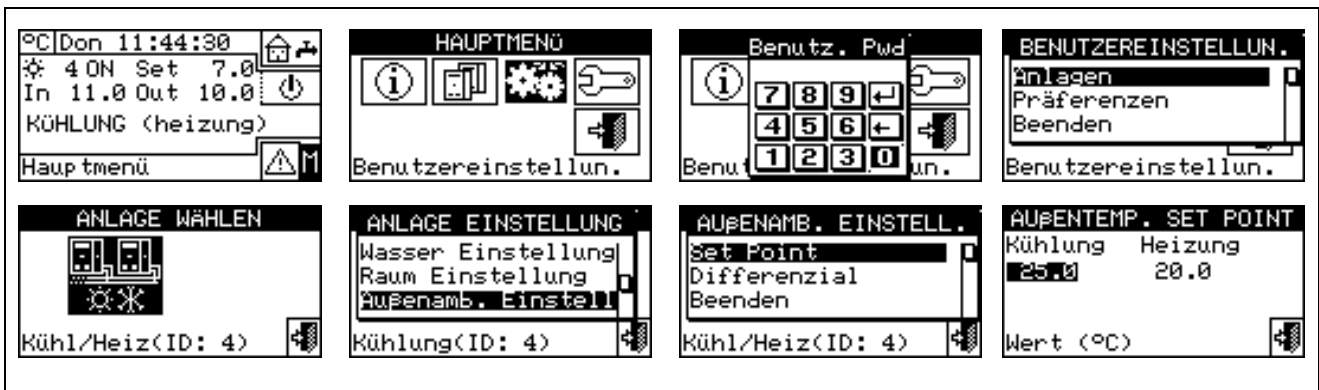 ºC Don 11:44:30
4 ON Set 7.0
In 11.0 Out 10.0
KÜHLUNG (heizung)
Hauptmenü M
HAUPTMENÜ
i
Benutzereinstellun.
Benutz. Pwd
i
7 8 9
4 5 6
1 2 3 0
Benut un.
BENUTZEREINSTELLUN.
Anlagen
Präferenzen
Beenden
Benutzereinstellun.
ANLAGE WÄHLEN
Kühl/Heiz(ID: 4)
ANLAGE EINSTELLUNG
Wasser Einstellung
Raum Einstellung
Außenamb. Einstell
Kühlung(ID: 4)
AUßENAMB. EINSTELL.
Set Point
Differenzial
Beenden
Kühl/Heiz(ID: 4)
AUßENTEMP. SET POINT
Kühlung Heizung
25.0 20.0
Wert (ºC)